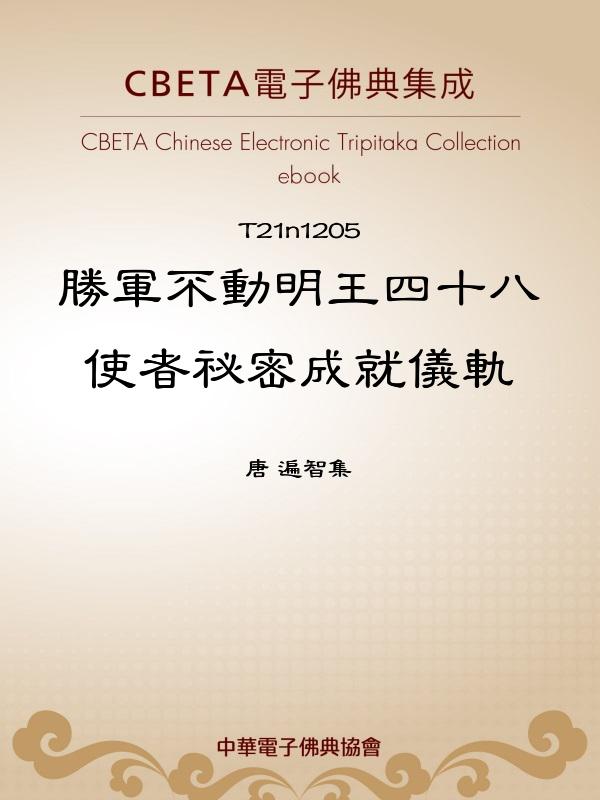 CBETA電子佛典集成
CBETA Chinese Electronic Tripitaka Collection
ebook
T21n1205
勝軍不動明王四十八
使者祕密成就儀軌
唐 遍智集
中華電子佛典協會